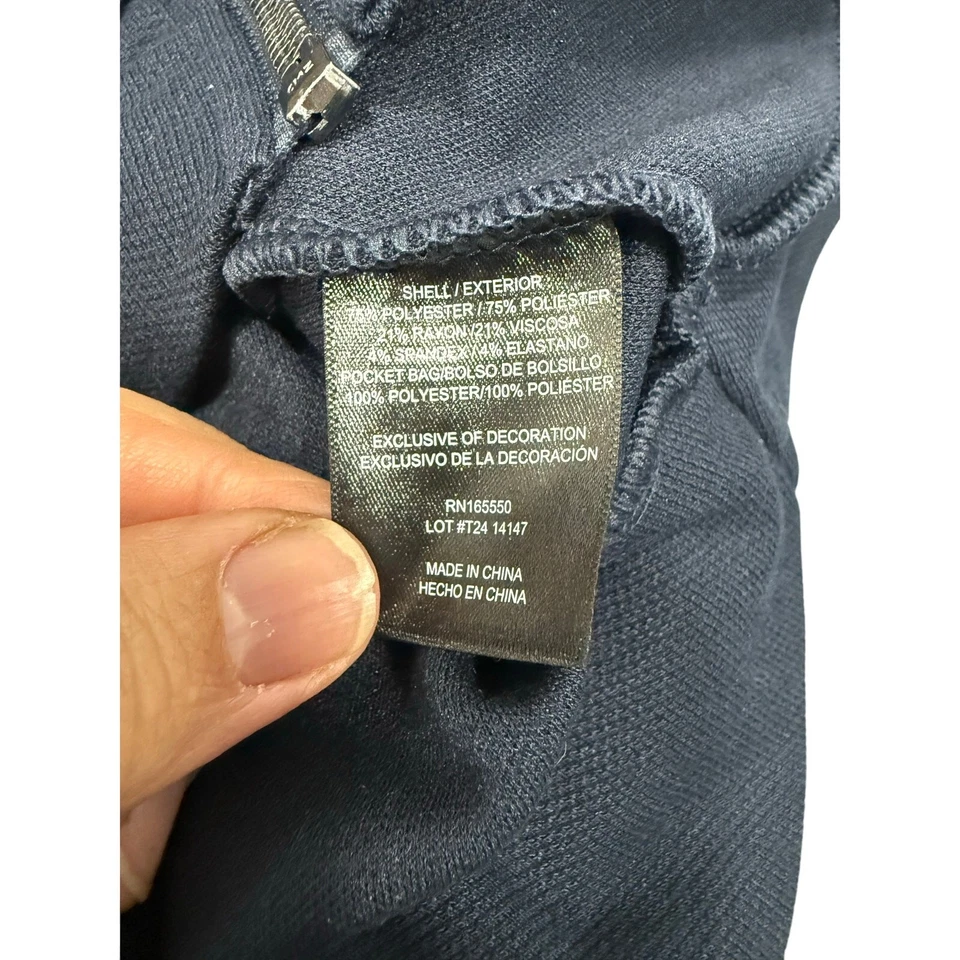 SHELL / EXTERIOR
75% POLYESTER / 75% POLIESTER
21% RAYON/21% VISCOSA
4% SPANDEX / 4% ELASTANO
POCKET BAG/BOLSO DE BOLSILLO
100% POLYESTER/100% POLIÉSTER
EXCLUSIVE OF DECORATION
EXCLUSIVO DE LA DECORACIÓN
RN165550
LOT #T24 14147
MADE IN CHINA
HECHO EN CHINA